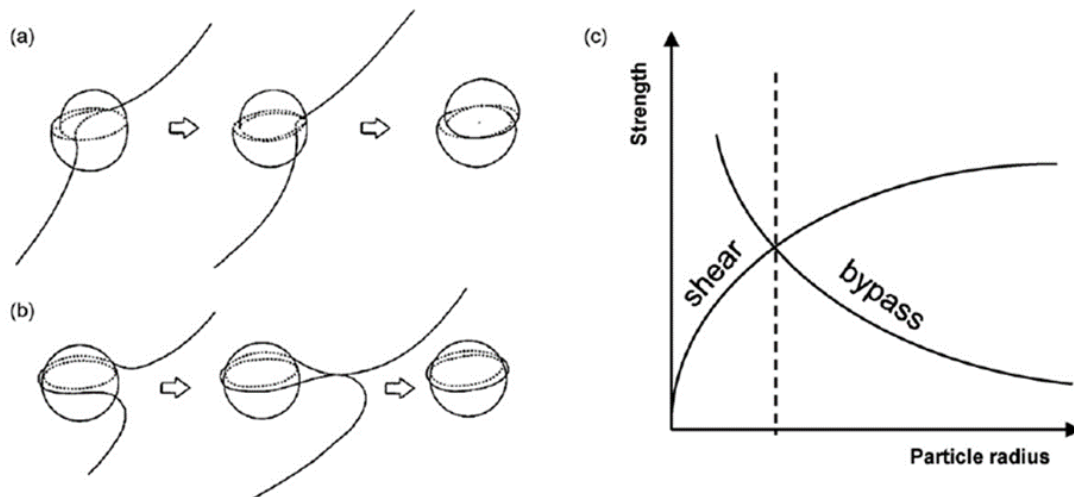 (a)
(b)
(c)
Strength
shear
bypass
Particle radius